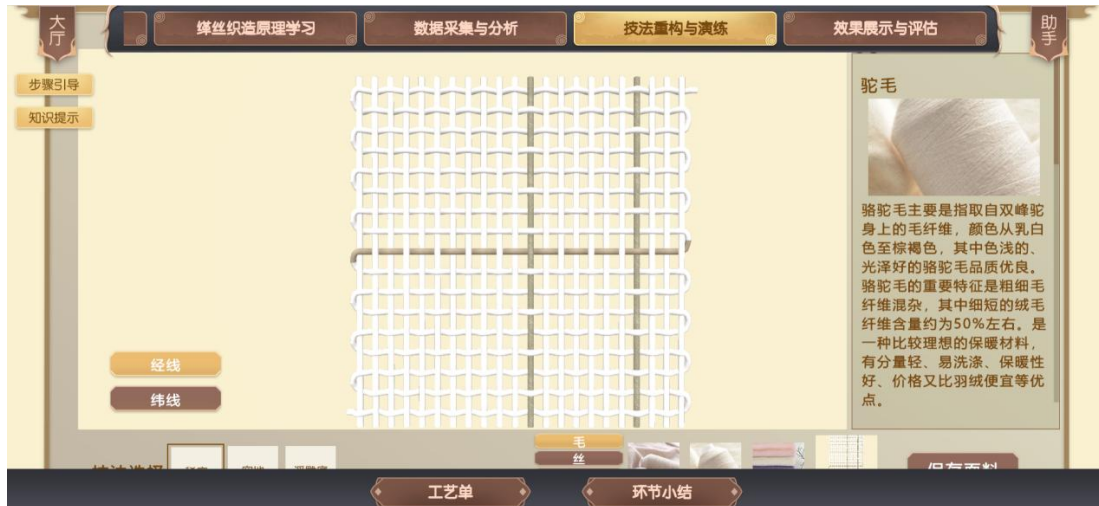 大厅
缂丝织造原理学习
数据采集与分析
技法重构与演练
效果展示与评估
助手
步骤引导
知识提示
驼毛
骆驼毛主要是指取自双峰驼
身上的毛纤维，颜色从乳白
色至棕褐色，其中色浅的、
光泽好的骆驼毛品质优良。
骆驼毛的重要特征是粗细毛
纤维混杂，其中细短的绒毛
纤维含量约为50%左右。是
一种比较理想的保暖材料，
有分量轻、易洗涤、保暖性
好、价格又比羽绒便宜等优
点。
经线
纬线
毛
丝
保存面料
工艺单
环节小结